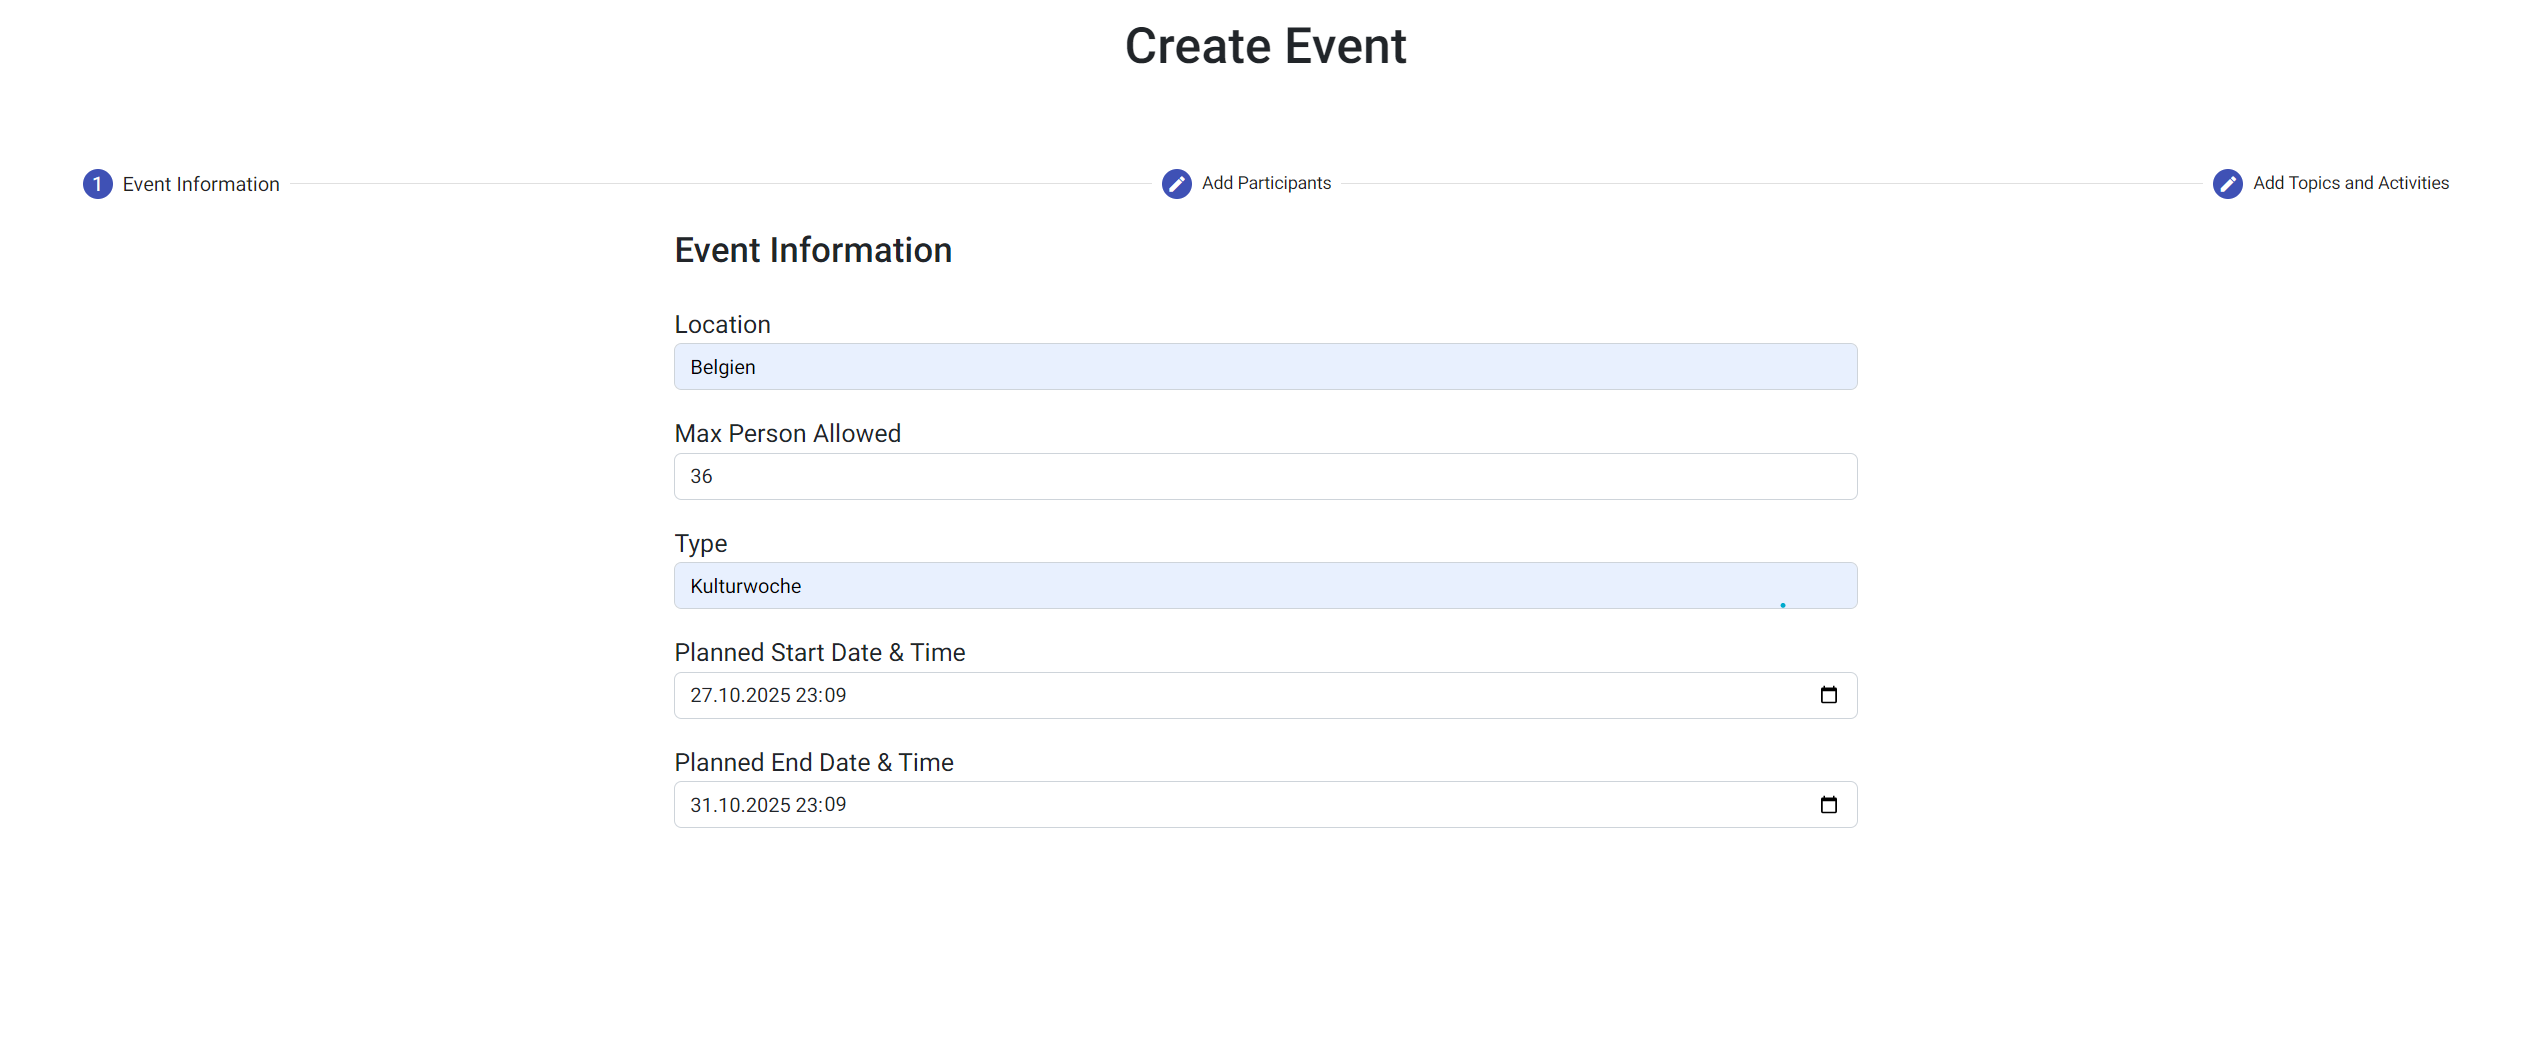 Create Event
1 Event Information Add Participants Add Topics and Activities
Event Information
Location
Belgien
Max Person Allowed
36
Type
Kulturwoche
Planned Start Date & Time
27.10.2025 23:09
Planned End Date & Time
31.10.2025 23:09